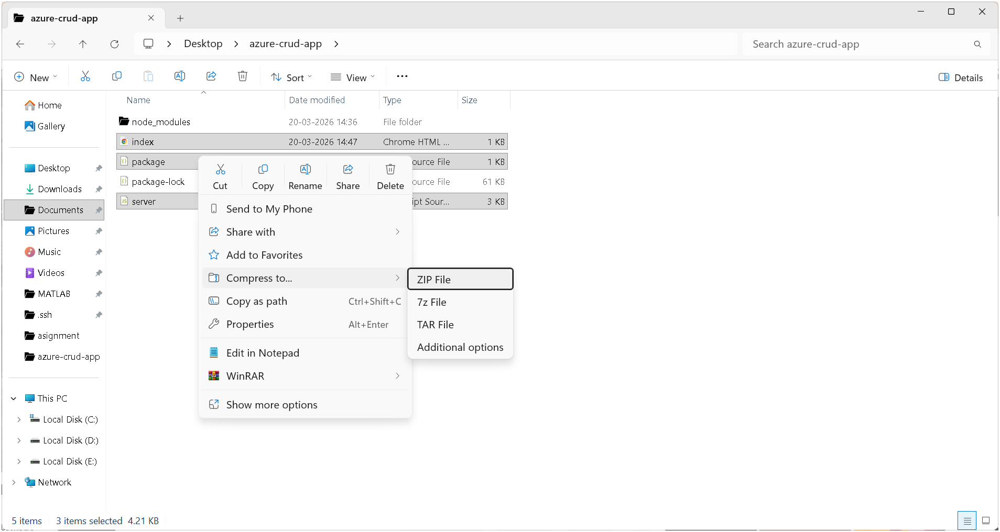 azure-crud-app
Desktop azure-crud-app
Search azure-crud-app
New Sort View Details
Name Date modified Type Size
node_modules 20-03-2026 14:36 File folder
index 20-03-2026 14:47 Chrome HTML ... 1 KB
package ource File 1 KB
package-lock ource File 61 KB
server ipt Sour... 3 KB
Home
Gallery
Desktop
Downloads
Documents
Pictures
Music
Videos
MATLAB
.ssh
asignment
azure-crud-app
This PC
Local Disk (C:)
Local Disk (D:)
Local Disk (E:)
Network
Cut Copy Rename Share Delete
Send to My Phone
Share with
Add to Favorites
Compress to...
Copy as path Ctrl+Shift+C
Properties Alt+Enter
Edit in Notepad
WinRAR
Show more options
ZIP File
7z File
TAR File
Additional options
5 items 3 items selected 4.21 KB